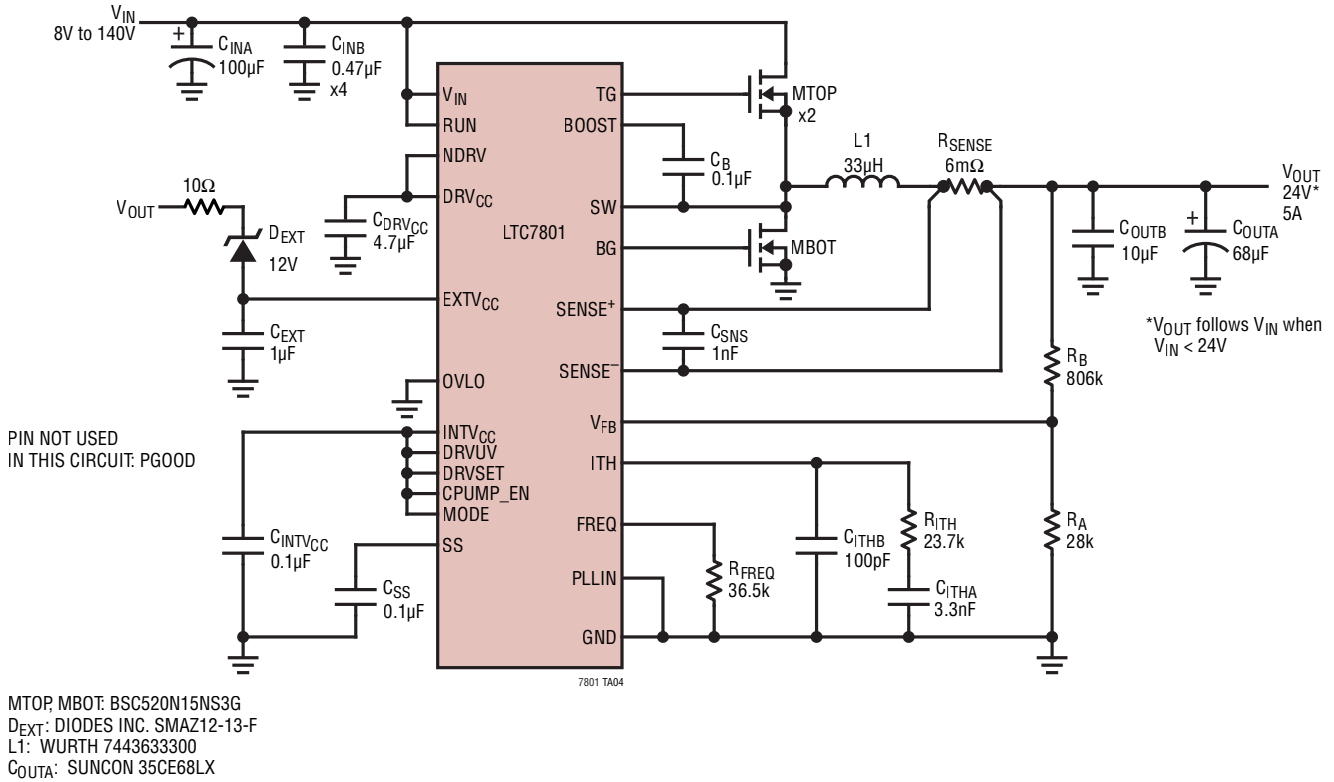 VIN
8V to 140V
+
CINA
100µF
CINB
0.47µF
x4
VIN
RUN
NDRV
DRVCC
EXTVCC
OVLO
INTVCC
DRVUV
DRVSET
CPUMP_EN
MODE
SS
LTC7801
TG
BOOST
SW
BG
SENSE+
SENSE–
VFB
ITH
FREQ
PLLIN
GND
MTOP
x2
CB
0.1µF
MBOT
L1
33µH
RSENSE
6mΩ
VOUT
24V*
5A
COUTB
10µF
+
COUTA
68µF
*VOUT follows VIN when
VIN < 24V
10Ω
VOUT
DEXT
12V
CDRVCC
4.7µF
CEXT
1µF
CSNS
1nF
RB
806k
PIN NOT USED
IN THIS CIRCUIT: PGOOD
CINTVCC
0.1µF
CSS
0.1µF
RFREQ
36.5k
CITHB
100pF
RITH
23.7k
CITHA
3.3nF
RA
28k
7801 TA04
MTOP, MBOT: BSC520N15NS3G
DEXT: DIODES INC. SMAZ12-13-F
L1: WURTH 7443633300
COUTA: SUNCON 35CE68LX